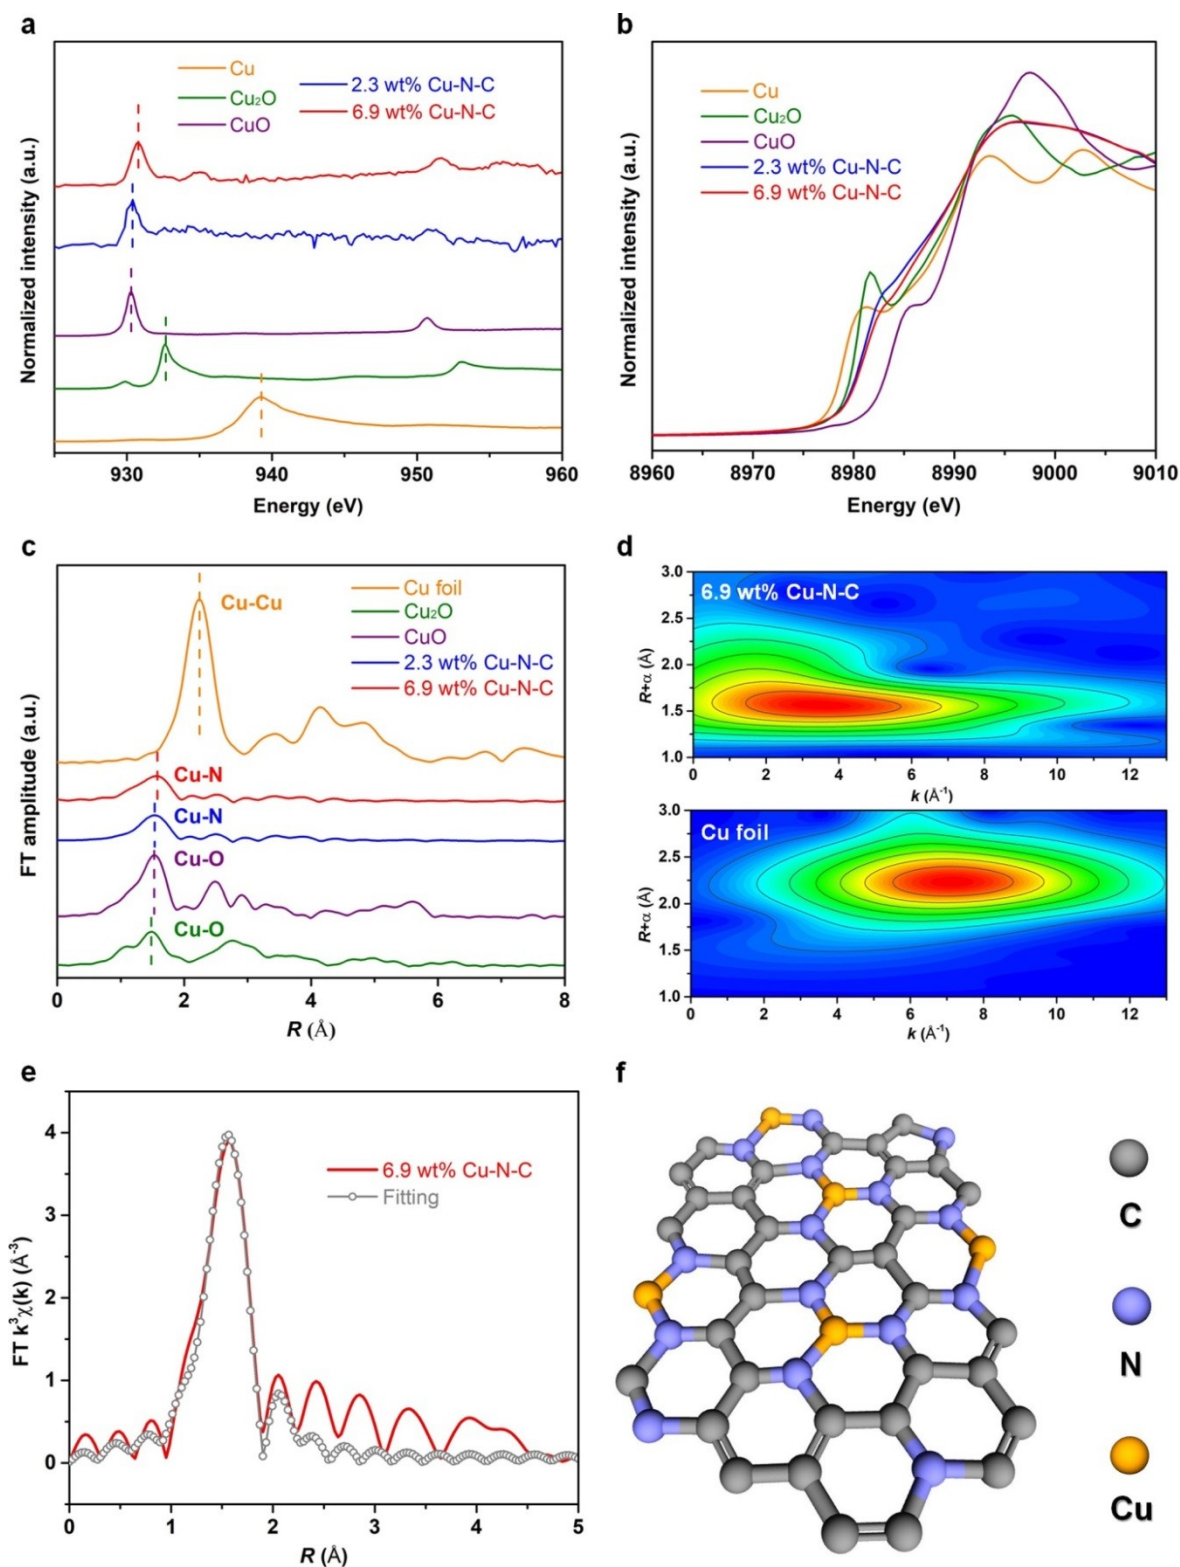 a
Cu
Cu₂O
CuO
2.3 wt% Cu-N-C
6.9 wt% Cu-N-C
Normalized intensity (a.u.)
930 940 950 960
Energy (eV)
b
Cu
Cu₂O
CuO
2.3 wt% Cu-N-C
6.9 wt% Cu-N-C
Normalized intensity (a.u.)
8960 8970 8980 8990 9000 9010
Energy (eV)
c
Cu-Cu
Cu-N
Cu-N
Cu-O
Cu-O
Cu foil
Cu₂O
CuO
2.3 wt% Cu-N-C
6.9 wt% Cu-N-C
FT amplitude (a.u.)
0 2 4 6 8
R (Å)
d
6.9 wt% Cu-N-C
3.0
2.5
2.0
1.5
1.0
R+α (Å)
0 2 4 6 8 10 12
k (Å⁻¹)
Cu foil
3.0
2.5
2.0
1.5
1.0
R+α (Å)
0 2 4 6 8 10 12
k (Å⁻¹)
e
6.9 wt% Cu-N-C
Fitting
4
3
2
1
0
FT k³χ(k) (Å⁻³)
0 1 2 3 4 5
R (Å)
f
C
N
Cu